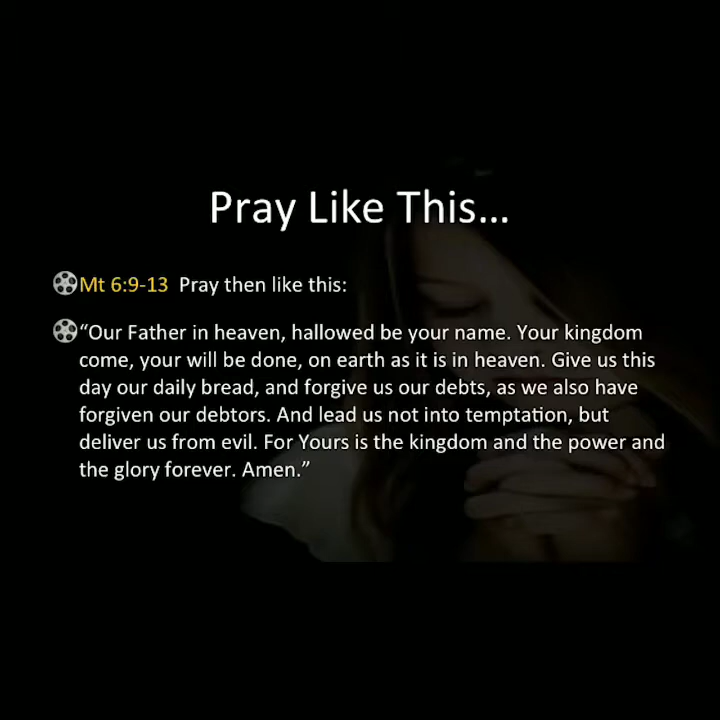 Pray Like This...
Mt 6:9-13 Pray then like this:
“Our Father in heaven, hallowed be your name. Your kingdom
come, your will be done, on earth as it is in heaven. Give us this
day our daily bread, and forgive us our debts, as we also have
forgiven our debtors. And lead us not into temptation, but
deliver us from evil. For Yours is the kingdom and the power and
the glory forever. Amen.”